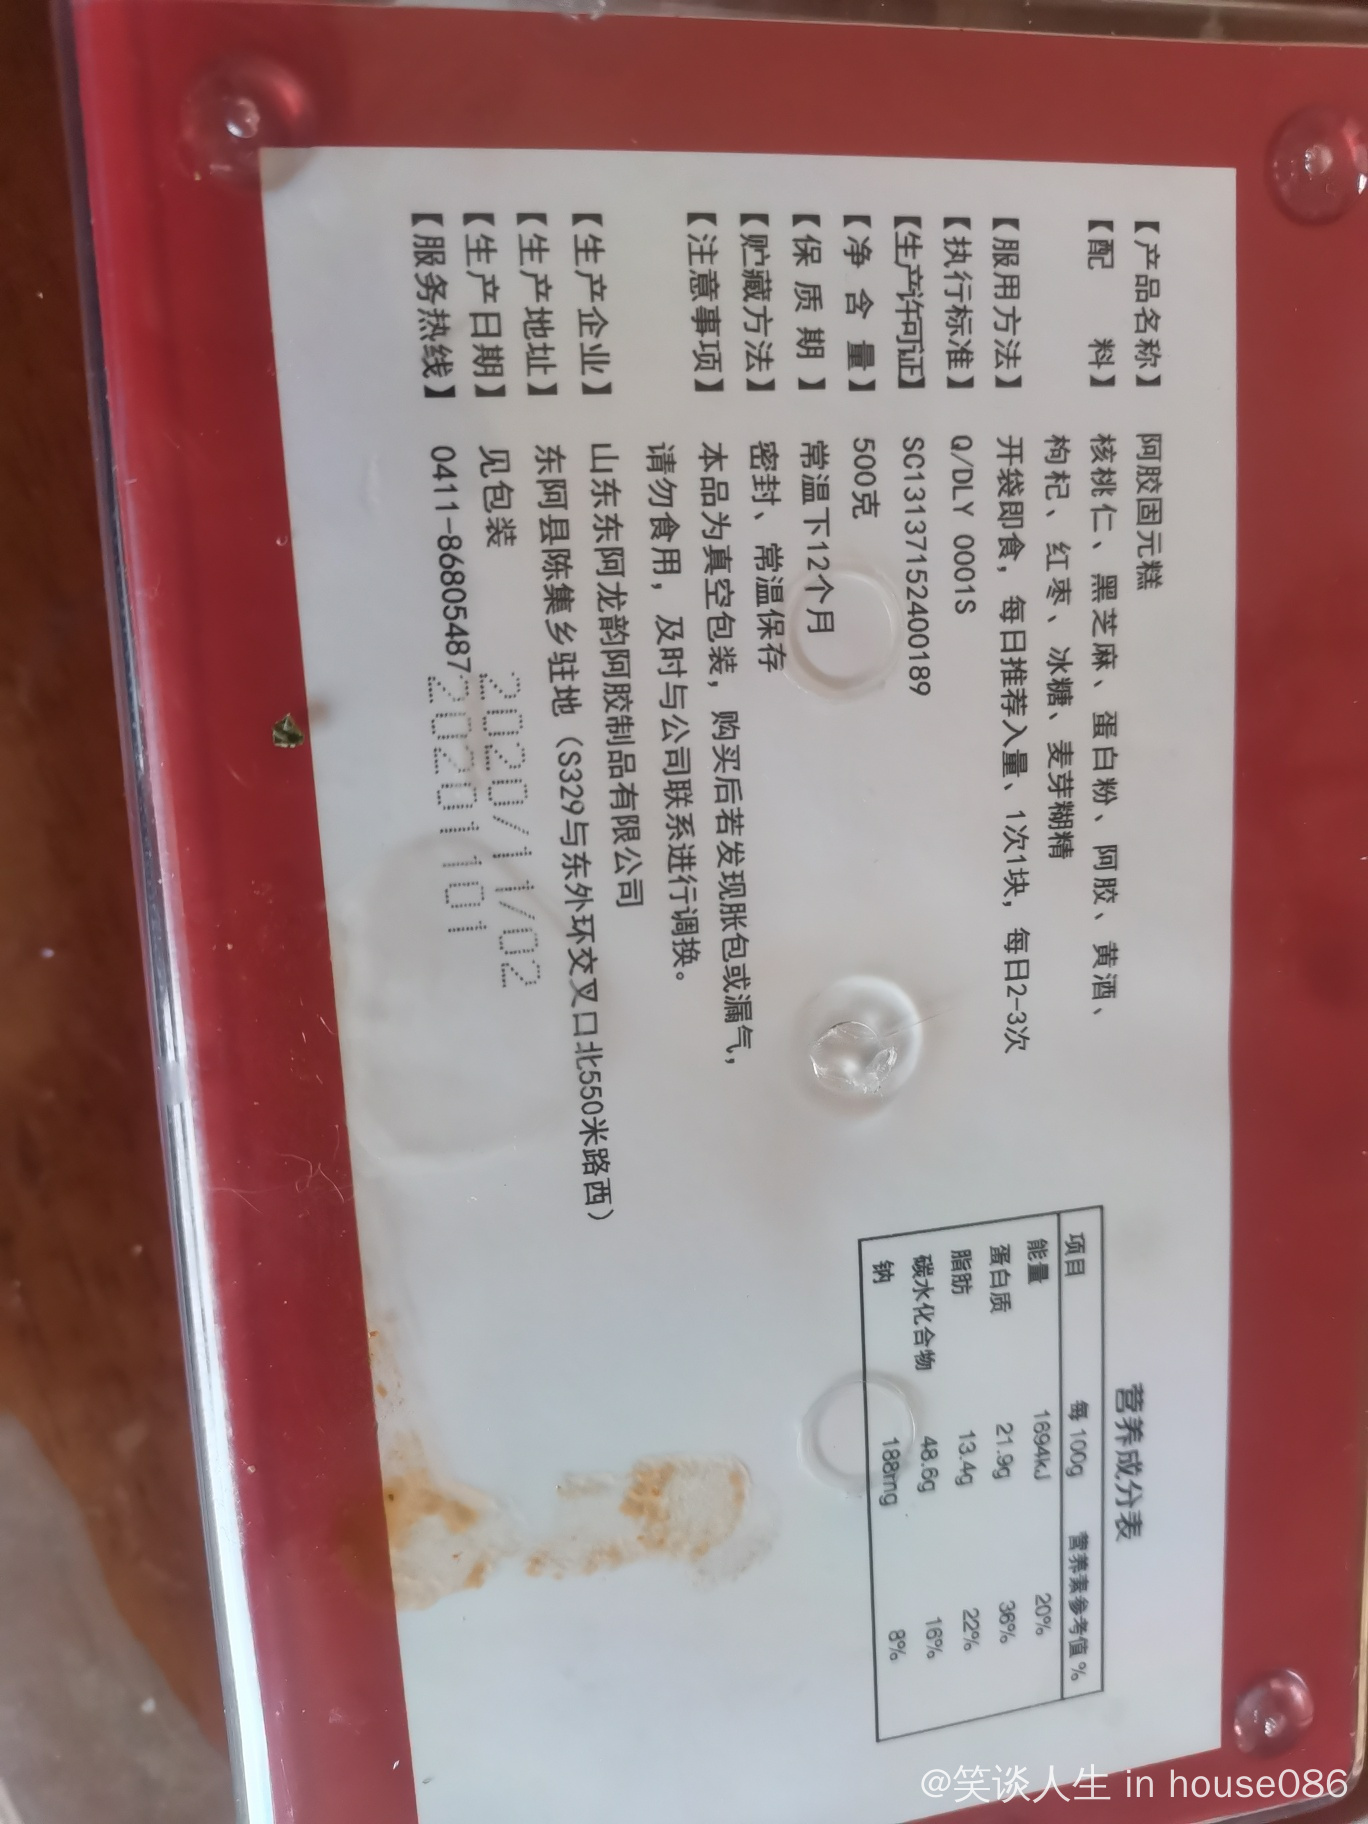 【产品名称】 阿胶固元糕
【配 料】 核桃仁、黑芝麻、蛋白粉、阿胶、黄酒、
枸杞、红枣、冰糖、麦芽糊精
【服用方法】 开袋即食，每日推荐入量、1次1块，每日2-3次
【执行标准】 Q/DLY 0001S
【生产许可证】 SC13137152400189
【净 含 量】 500克
【保 质 期】 常温下12个月
【贮藏方法】 密封、常温保存
【注意事项】 本品为真空包装，购买后若发现胀包或漏气，
请勿食用，及时与公司联系进行调换。
【生产企业】 山东东阿龙韵阿胶制品有限公司
【生产地址】 东阿县陈集乡驻地（S329与东外环交叉口北550米路西）
【生产日期】 见包装
2020/11/02
【服务热线】 0411-86805487
20201101
营养成分表
项目 每100g 营养素参考值%
能量 1694kJ 20%
蛋白质 21.9g 36%
脂肪 13.4g 22%
碳水化合物 48.6g 16%
钠 188mg 8%
@笑谈人生 in house086